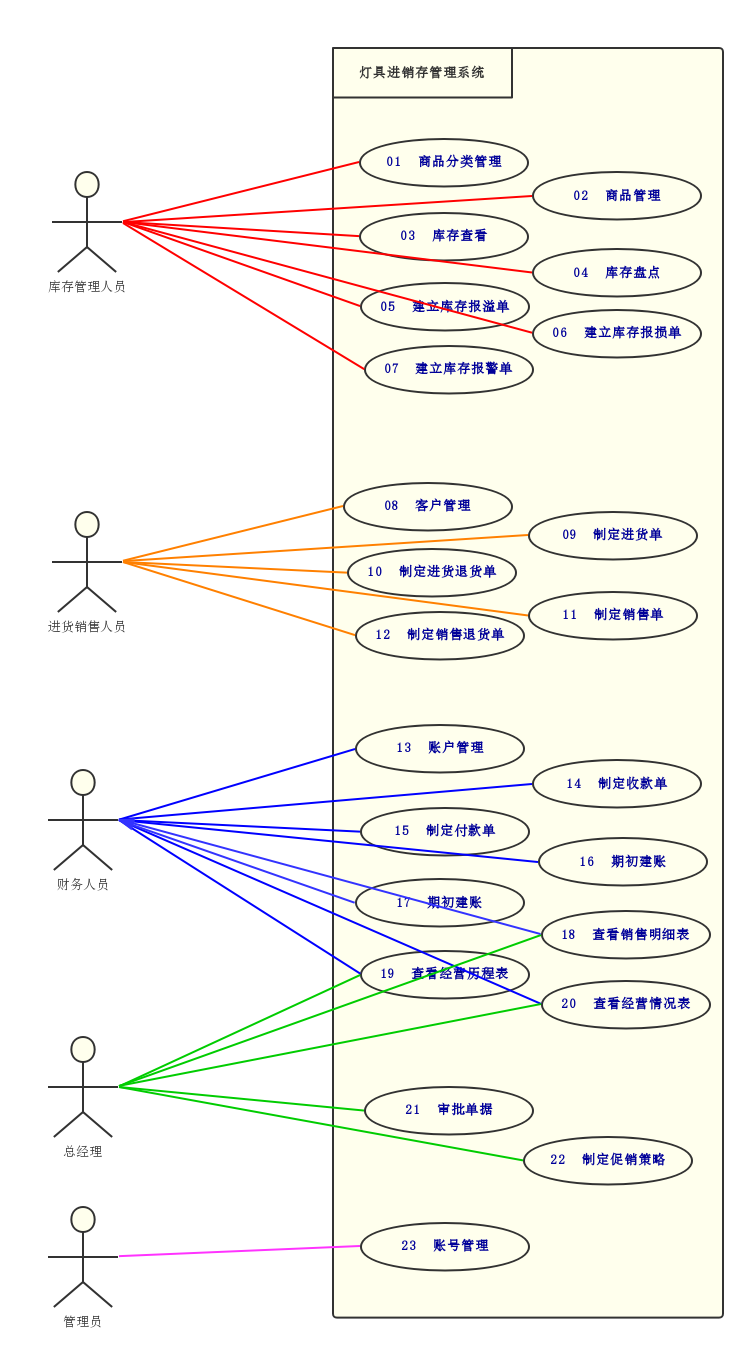 灯具进销存管理系统
01 商品分类管理
02 商品管理
03 库存查看
04 库存盘点
库存管理人员
05 建立库存报溢单
06 建立库存报损单
07 建立库存报警单
08 客户管理
09 制定进货单
10 制定进货退货单
11 制定销售单
进货销售人员
12 制定销售退货单
13 账户管理
14 制定收款单
15 制定付款单
16 期初建账
财务人员
17 期初建账
18 查看销售明细表
19 查看经营历程表
20 查看经营情况表
21 审批单据
总经理
22 制定促销策略
23 账号管理
管理员